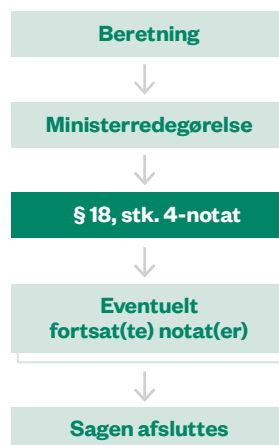 Beretning
Ministerredegørelse
§ 18, stk. 4-notat
Eventuelt
fortsat(te) notat(er)
Sagen afsluttes